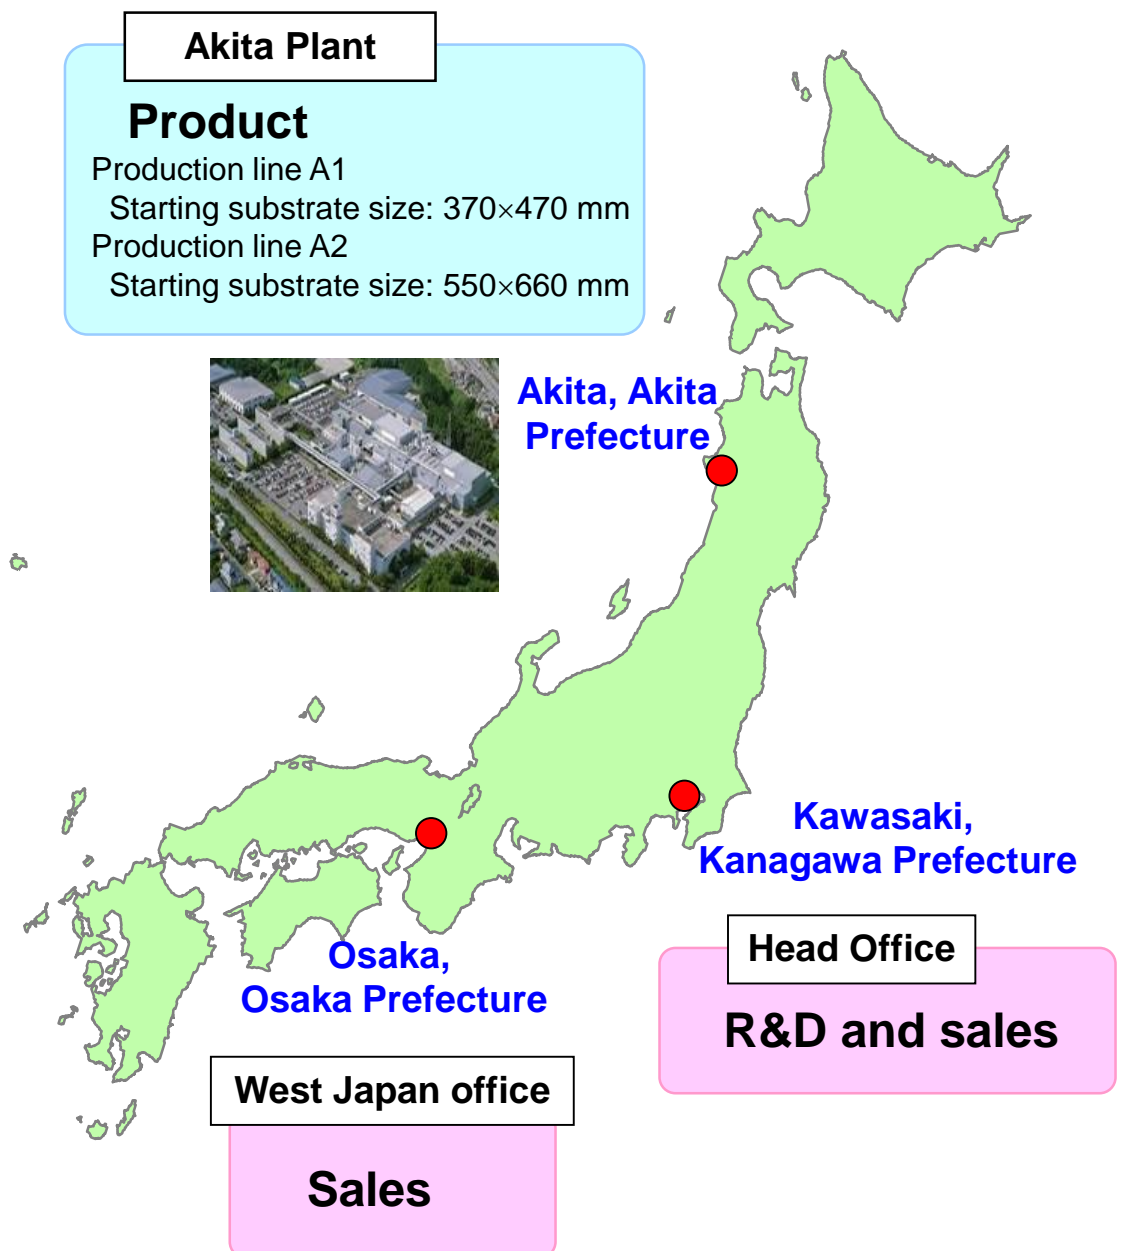 Akita Plant
Product
Production line A1
Starting substrate size: 370×470 mm
Production line A2
Starting substrate size: 550×660 mm
Akita, Akita
Prefecture
Kawasaki,
Kanagawa Prefecture
Osaka,
Osaka Prefecture
Head Office
R&D and sales
West Japan office
Sales